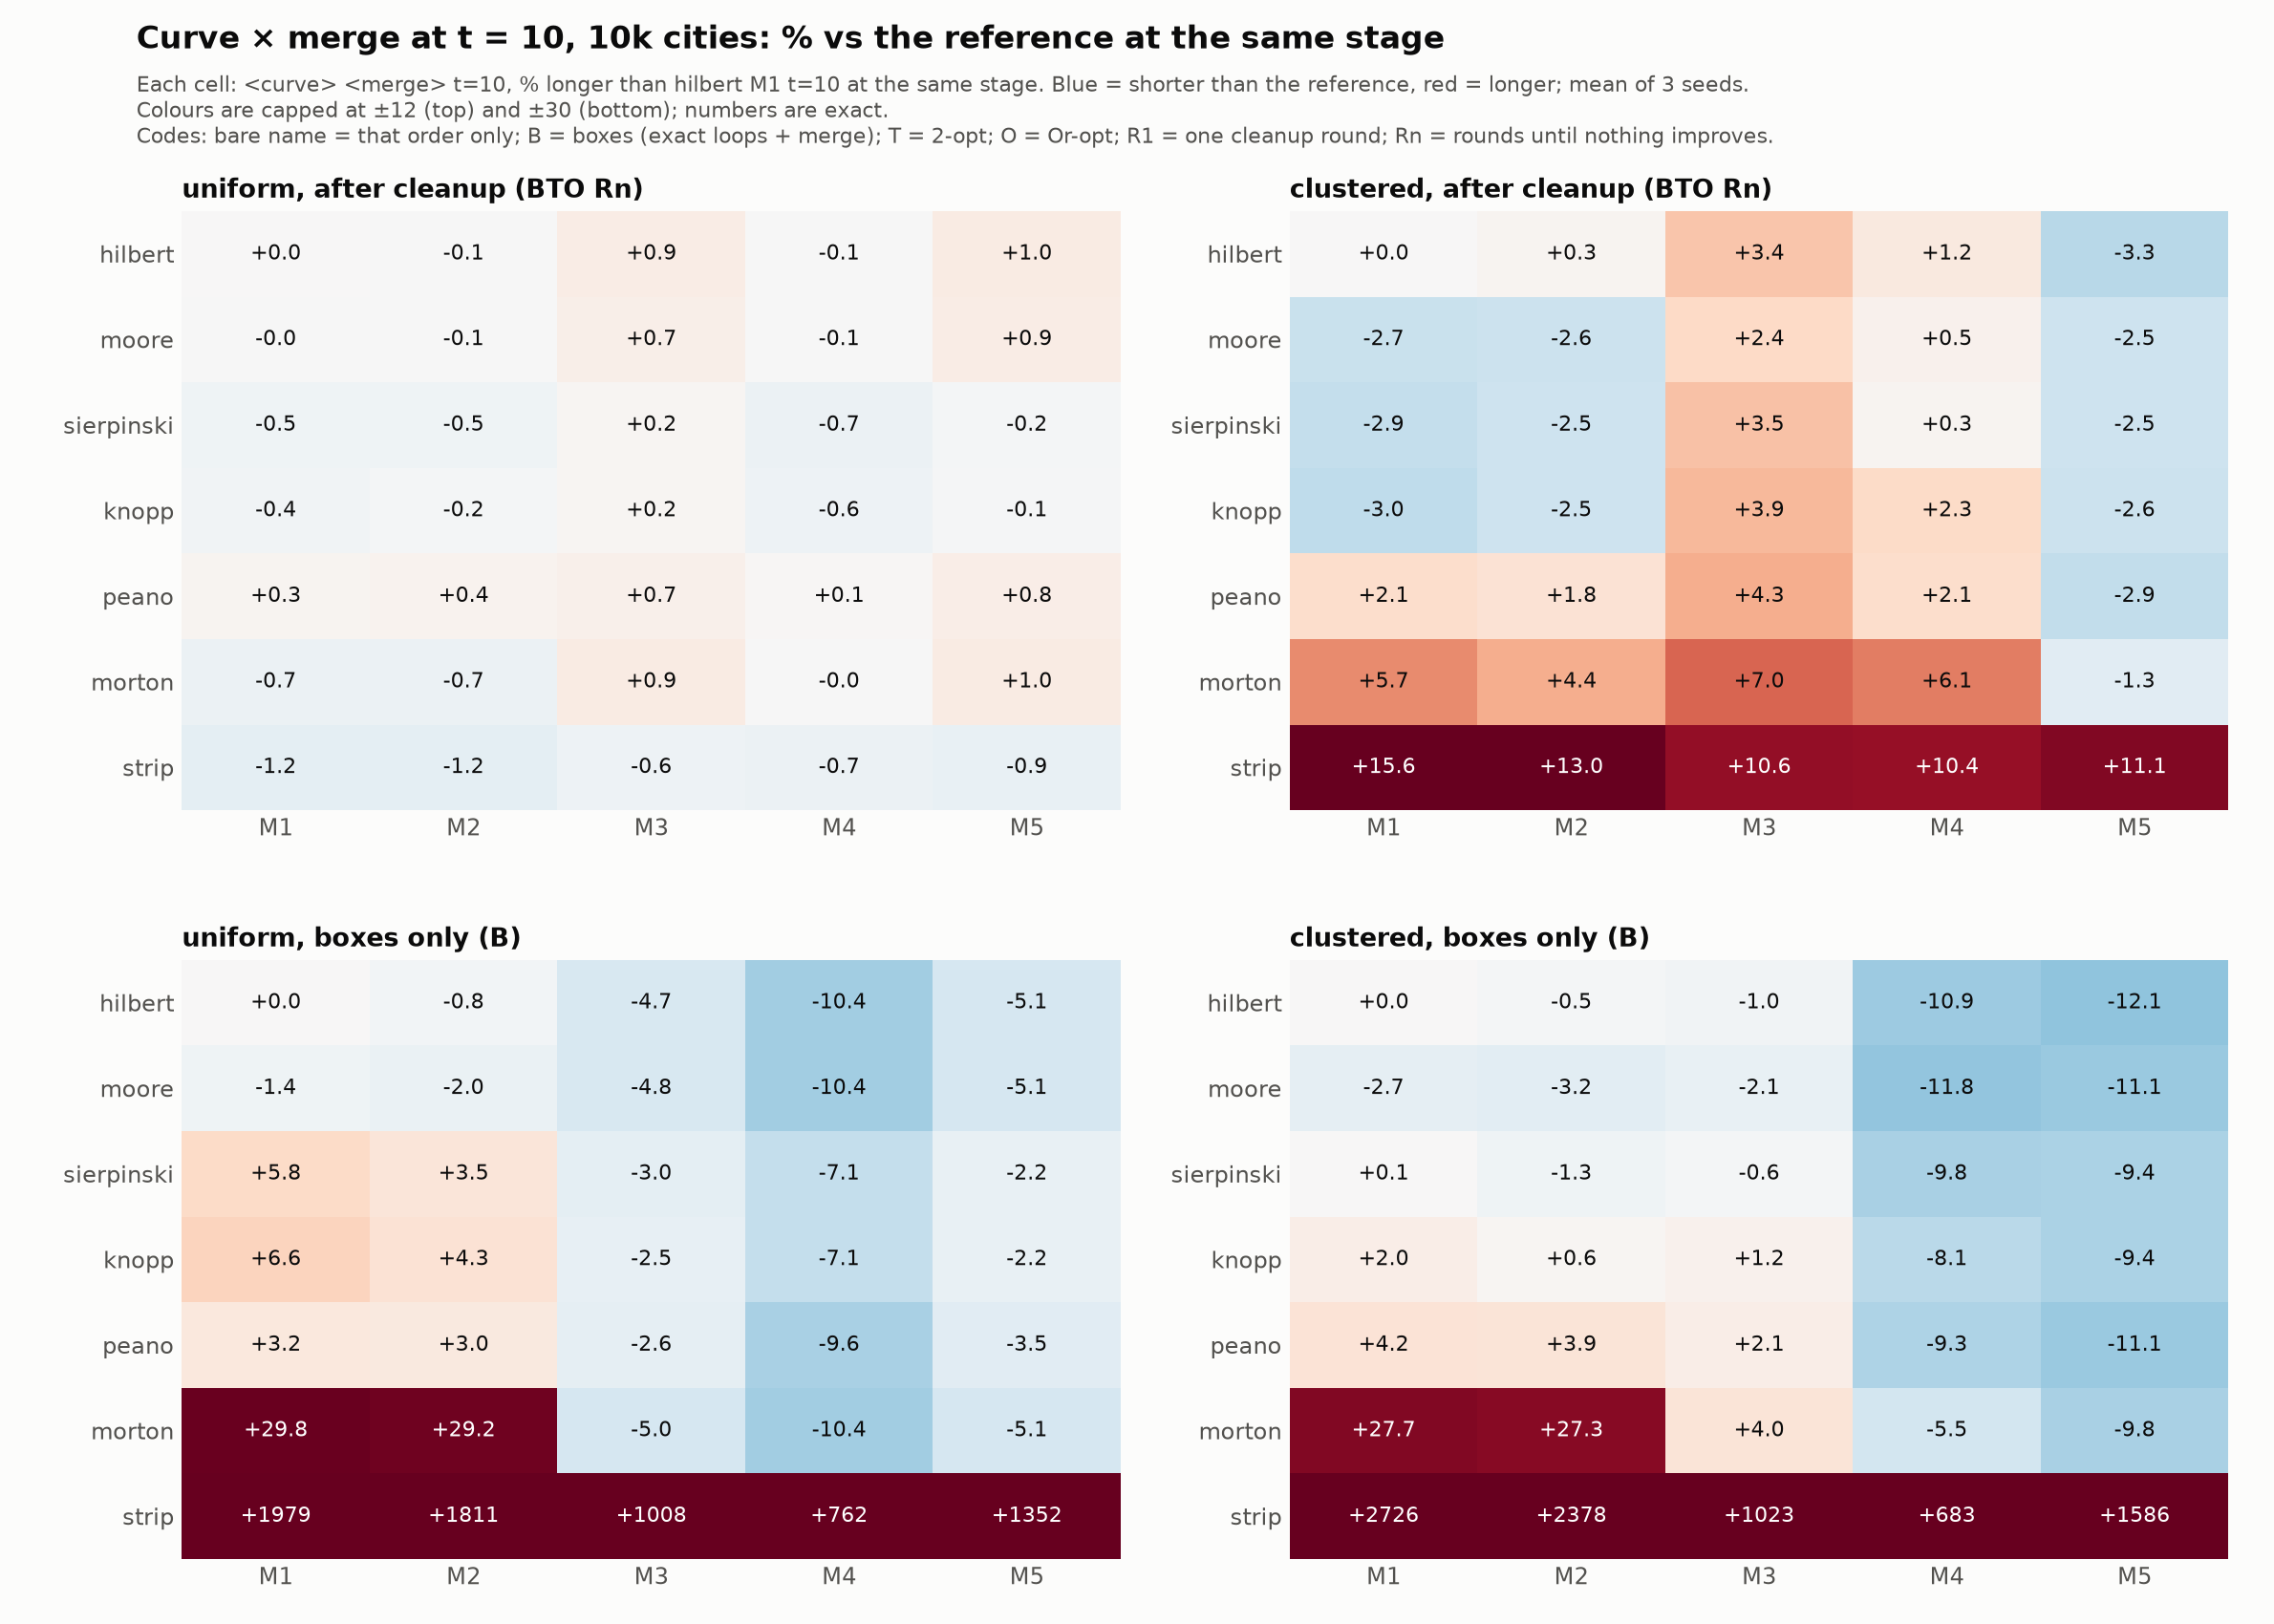 Curve × merge at t = 10, 10k cities: % vs the reference at the same stage
Each cell: <curve> <merge> t=10, % longer than hilbert M1 t=10 at the same stage. Blue = shorter than the reference, red = longer; mean of 3 seeds.
Colours are capped at ±12 (top) and ±30 (bottom); numbers are exact.
Codes: bare name = that order only; B = boxes (exact loops + merge); T = 2-opt; O = Or-opt; R1 = one cleanup round; Rn = rounds until nothing improves.
uniform, after cleanup (BTO Rn)
hilbert +0.0 -0.1 +0.9 -0.1 +1.0
moore -0.0 -0.1 +0.7 -0.1 +0.9
sierpinski -0.5 -0.5 +0.2 -0.7 -0.2
knopp -0.4 -0.2 +0.2 -0.6 -0.1
peano +0.3 +0.4 +0.7 +0.1 +0.8
morton -0.7 -0.7 +0.9 -0.0 +1.0
strip -1.2 -1.2 -0.6 -0.7 -0.9
M1 M2 M3 M4 M5
clustered, after cleanup (BTO Rn)
hilbert +0.0 +0.3 +3.4 +1.2 -3.3
moore -2.7 -2.6 +2.4 +0.5 -2.5
sierpinski -2.9 -2.5 +3.5 +0.3 -2.5
knopp -3.0 -2.5 +3.9 +2.3 -2.6
peano +2.1 +1.8 +4.3 +2.1 -2.9
morton +5.7 +4.4 +7.0 +6.1 -1.3
strip +15.6 +13.0 +10.6 +10.4 +11.1
M1 M2 M3 M4 M5
uniform, boxes only (B)
hilbert +0.0 -0.8 -4.7 -10.4 -5.1
moore -1.4 -2.0 -4.8 -10.4 -5.1
sierpinski +5.8 +3.5 -3.0 -7.1 -2.2
knopp +6.6 +4.3 -2.5 -7.1 -2.2
peano +3.2 +3.0 -2.6 -9.6 -3.5
morton +29.8 +29.2 -5.0 -10.4 -5.1
strip +1979 +1811 +1008 +762 +1352
M1 M2 M3 M4 M5
clustered, boxes only (B)
hilbert +0.0 -0.5 -1.0 -10.9 -12.1
moore -2.7 -3.2 -2.1 -11.8 -11.1
sierpinski +0.1 -1.3 -0.6 -9.8 -9.4
knopp +2.0 +0.6 +1.2 -8.1 -9.4
peano +4.2 +3.9 +2.1 -9.3 -11.1
morton +27.7 +27.3 +4.0 -5.5 -9.8
strip +2726 +2378 +1023 +683 +1586
M1 M2 M3 M4 M5